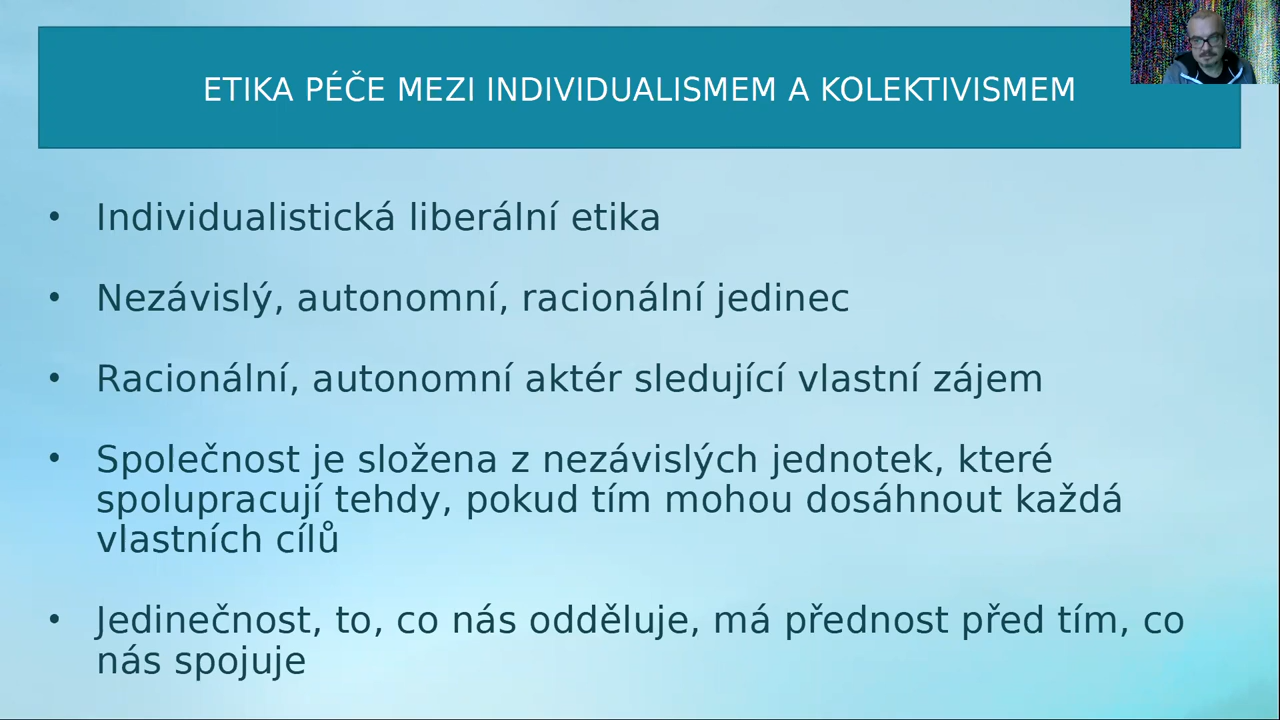 ETIKA PÉČE MEZI INDIVIDUALISMEM A KOLEKTIVISMEM
• Individualistická liberální etika
• Nezávislý, autonomní, racionální jedinec
• Racionální, autonomní aktér sledující vlastní zájem
• Společnost je složena z nezávislých jednotek, které
spolupracují tehdy, pokud tím mohou dosáhnout každá
vlastních cílů
• Jedinečnost, to, co nás odděluje, má přednost před tím, co
nás spojuje